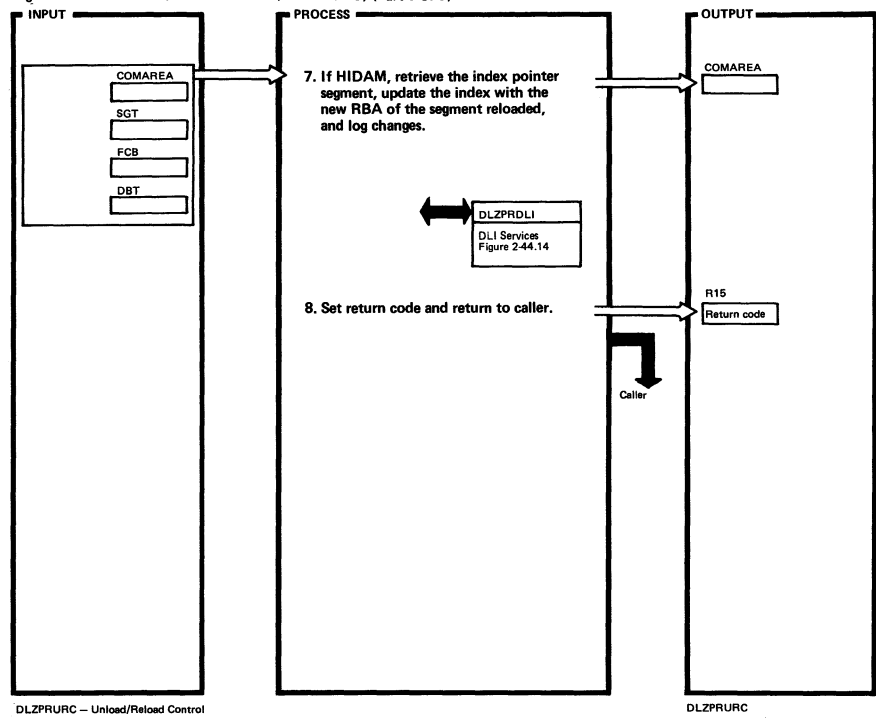 INPUT
PROCESS
OUTPUT
COMAREA
SGT
FCB
DBT
7. If HIDAM, retrieve the index pointer
segment, update the index with the
new RBA of the segment reloaded,
and log changes.
COMAREA
DLZPRDLI
DLI Services
Figure 2-44.14
8. Set return code and return to caller.
R15
Return code
Caller
DLZPRURC – Unload/Reload Control
DLZPRURC